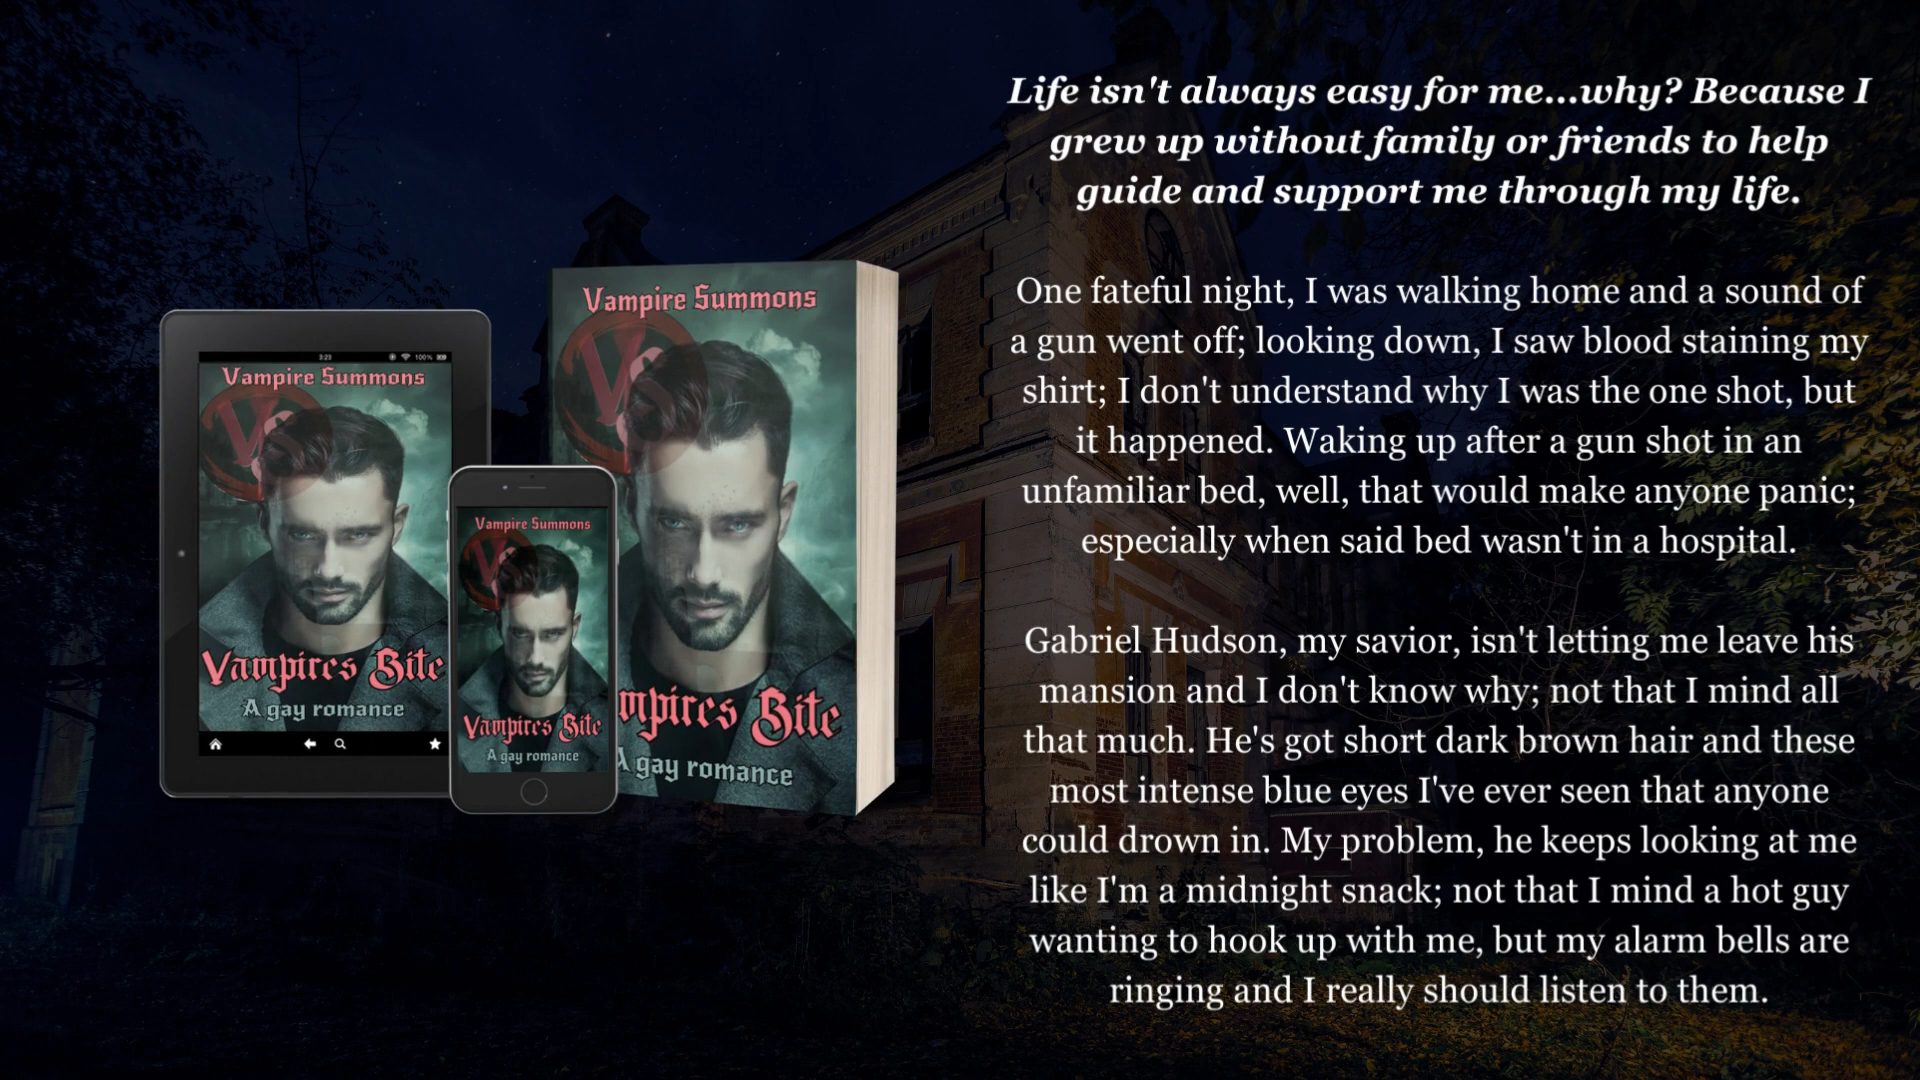 Vampire Summons
VS
Vampires Bite
A gay romance
3:23
100%
Vampire Summons
VS
Vampires Bite
A gay romance
Vampire Summons
VS
mpires Bite
A gay romance
Life isn't always easy for me...why? Because I
grew up without family or friends to help
guide and support me through my life.
One fateful night, I was walking home and a sound of
a gun went off; looking down, I saw blood staining my
shirt; I don't understand why I was the one shot, but
it happened. Waking up after a gun shot in an
unfamiliar bed, well, that would make anyone panic;
especially when said bed wasn't in a hospital.
Gabriel Hudson, my savior, isn't letting me leave his
mansion and I don't know why; not that I mind all
that much. He's got short dark brown hair and these
most intense blue eyes I've ever seen that anyone
could drown in. My problem, he keeps looking at me
like I'm a midnight snack; not that I mind a hot guy
wanting to hook up with me, but my alarm bells are
ringing and I really should listen to them.